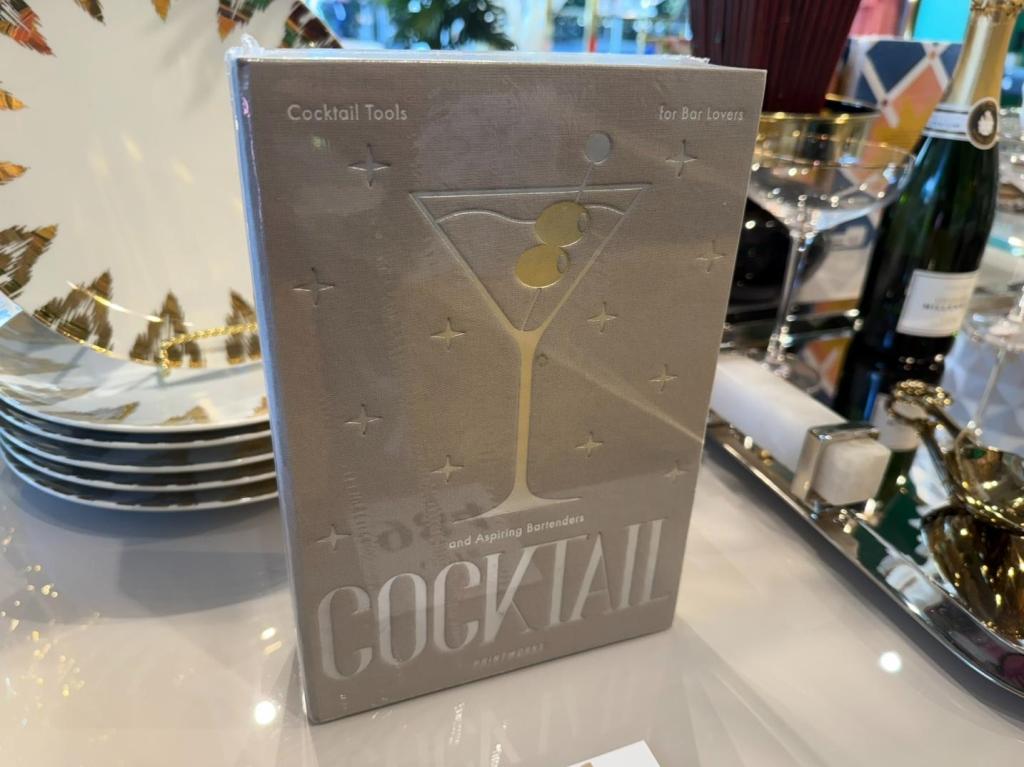 Cocktail Tools
for Bar Lovers
and Aspiring Bartenders
COCKTAIL
PRINTWORKS